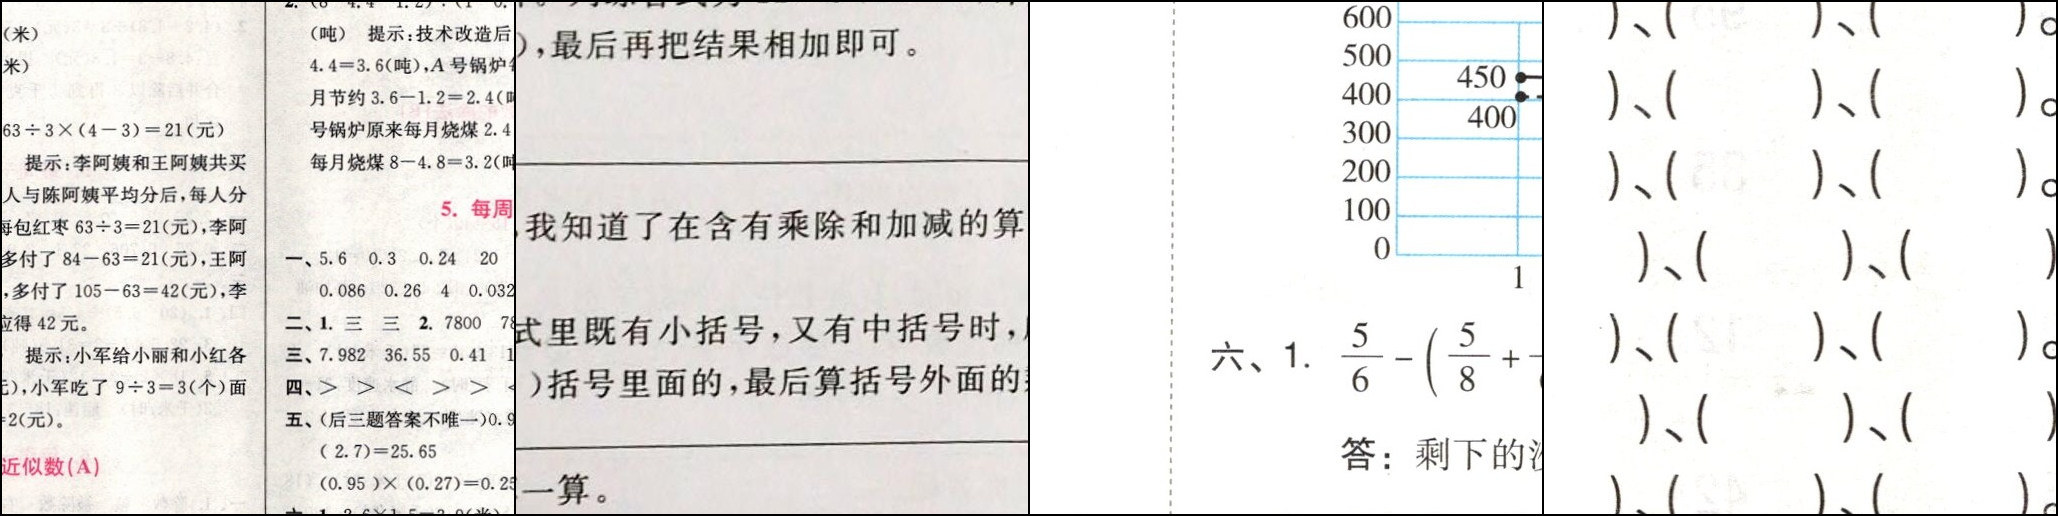 (米)
米)
63÷3×(4-3)=21(元)
提示:李阿姨和王阿姨共买
人与陈阿姨平均分后,每人分
每包红枣 63÷3=21(元),李阿
多付了 84-63=21(元),王阿
,多付了 105-63=42(元),李
应得 42 元。
提示:小军给小丽和小红各
元),小军吃了 9÷3=3(个)面
=2(元)。
近似数(A)
(吨) 提示:技术改造后
4.4=3.6(吨),A 号锅炉
月节约 3.6-1.2=2.4(
号锅炉原来每月烧煤 2.4
每月烧煤 8-4.8=3.2(吨
5. 每周
一、5.6 0.3 0.24 20
0.086 0.26 4 0.032
二、1. 三 三 2. 7800 78
三、7.982 36.55 0.41 1
四、> > < > > <
五、(后三题答案不唯一)0.9
(2.7)=25.65
(0.95)×(0.27)=0.25
),最后再把结果相加即可。
我知道了在含有乘除和加减的算
式里既有小括号,又有中括号时,
)括号里面的,最后算括号外面的
一算。
600
500
450
400
400
300
200
100
0
1
六、1. 5/6-(5/8+
答:剩下的
)、( )、( )。
)、( )、( )。
)、( )、( )。
)、( )、( )
)、( )、( )。
)、( )、( )
)、( )、( )。